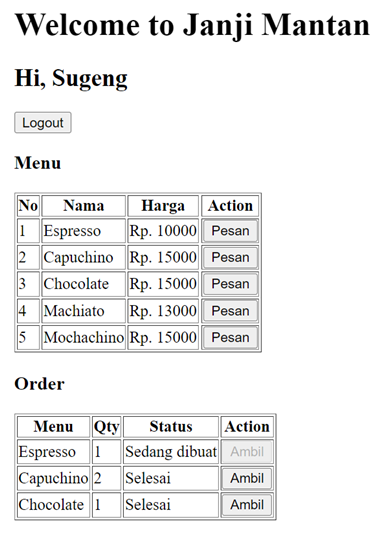 Welcome to Janji Mantan
Hi, Sugeng
Logout
Menu
No Nama Harga Action
1 Espresso Rp. 10000 Pesan
2 Capuchino Rp. 15000 Pesan
3 Chocolate Rp. 15000 Pesan
4 Machiato Rp. 13000 Pesan
5 Mochachino Rp. 15000 Pesan
Order
Menu Qty Status Action
Espresso 1 Sedang dibuat Ambil
Capuchino 2 Selesai Ambil
Chocolate 1 Selesai Ambil